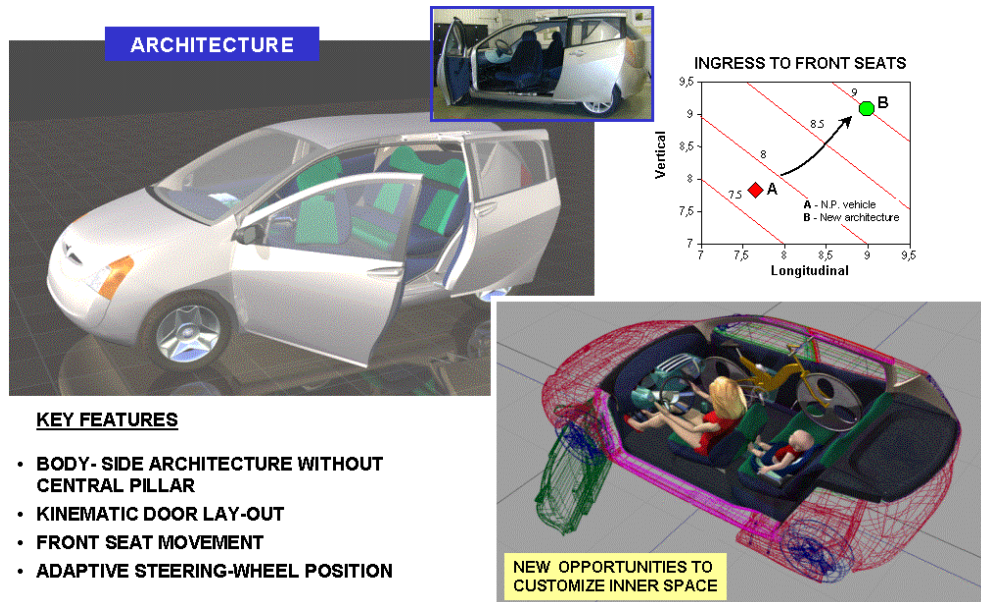 ARCHITECTURE
INGRESS TO FRONT SEATS
9,5
9
8,5
8
7,5
7
Vertical
9
8.5
8
7.5
B
A
A - N.P. vehicle
B - New architecture
7
7,5
8
8,5
9
9,5
Longitudinal
KEY FEATURES
• BODY- SIDE ARCHITECTURE WITHOUT
CENTRAL PILLAR
• KINEMATIC DOOR LAY-OUT
• FRONT SEAT MOVEMENT
• ADAPTIVE STEERING-WHEEL POSITION
NEW OPPORTUNITIES TO
CUSTOMIZE INNER SPACE